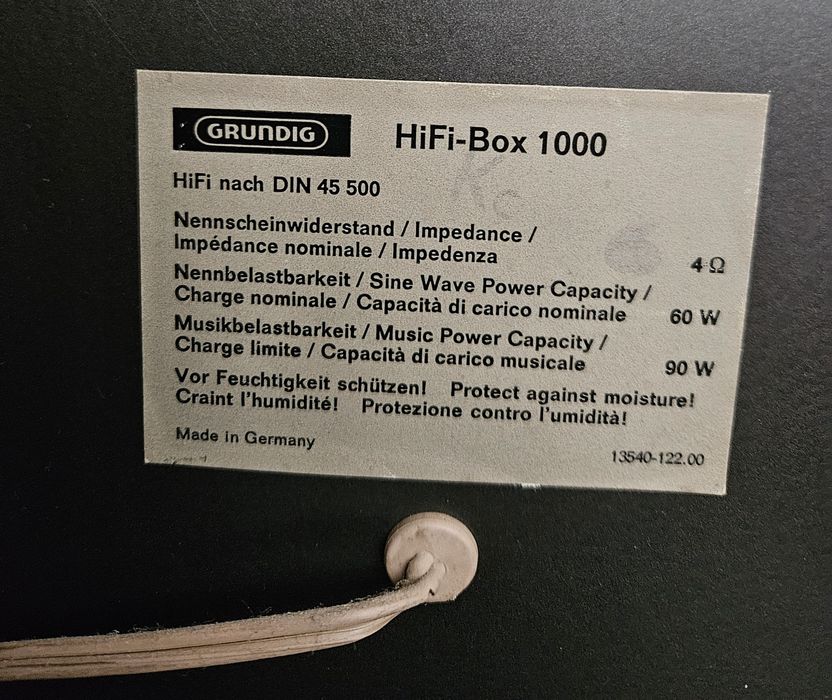 GRUNDIG HiFi-Box 1000
HiFi nach DIN 45 500
Nennscheinwiderstand / Impedance /
Impédance nominale / Impedenza 4 Ω
Nennbelastbarkeit / Sine Wave Power Capacity /
Charge nominale / Capacità di carico nominale 60 W
Musikbelastbarkeit / Music Power Capacity /
Charge limite / Capacità di carico musicale 90 W
Vor Feuchtigkeit schützen! Protect against moisture!
Craint l'humidité! Protezione contro l'umidità!
Made in Germany 13540-122.00